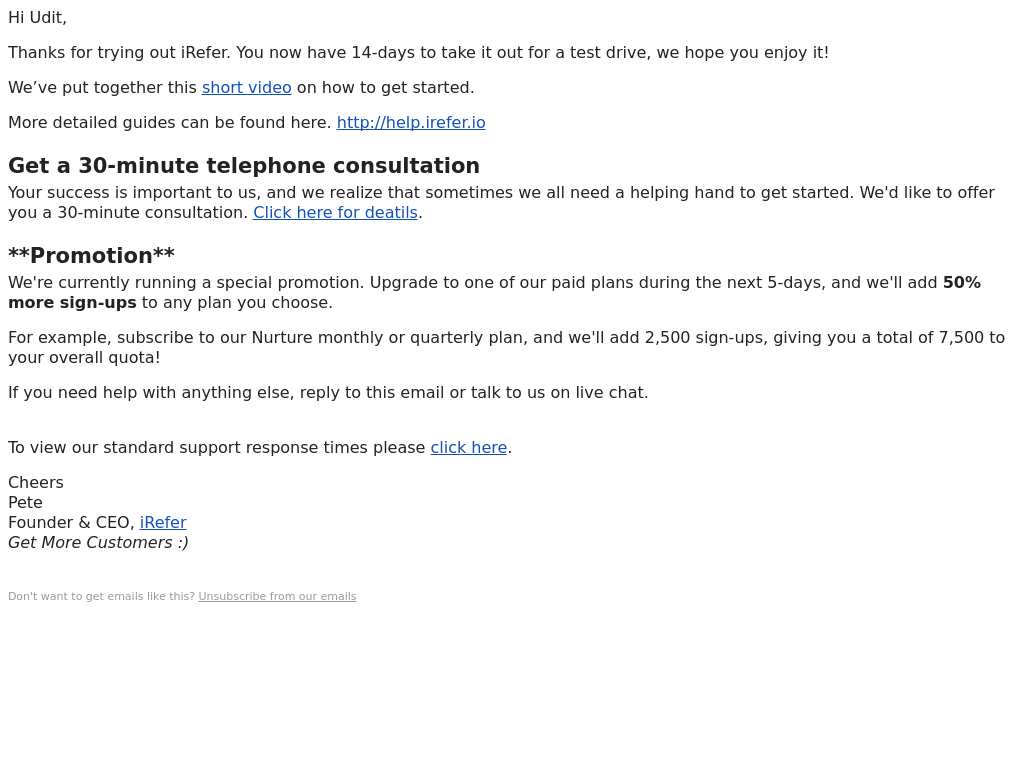 Hi Udit,
Thanks for trying out iRefer. You now have 14-days to take it out for a test drive, we hope you enjoy it!
We’ve put together this short video on how to get started.
More detailed guides can be found here. http://help.irefer.io
Get a 30-minute telephone consultation
Your success is important to us, and we realize that sometimes we all need a helping hand to get started. We'd like to offer
you a 30-minute consultation. Click here for deatils.
**Promotion**
We're currently running a special promotion. Upgrade to one of our paid plans during the next 5-days, and we'll add 50%
more sign-ups to any plan you choose.
For example, subscribe to our Nurture monthly or quarterly plan, and we'll add 2,500 sign-ups, giving you a total of 7,500 to
your overall quota!
If you need help with anything else, reply to this email or talk to us on live chat.
To view our standard support response times please click here.
Cheers
Pete
Founder & CEO, iRefer
Get More Customers :)
Don't want to get emails like this? Unsubscribe from our emails